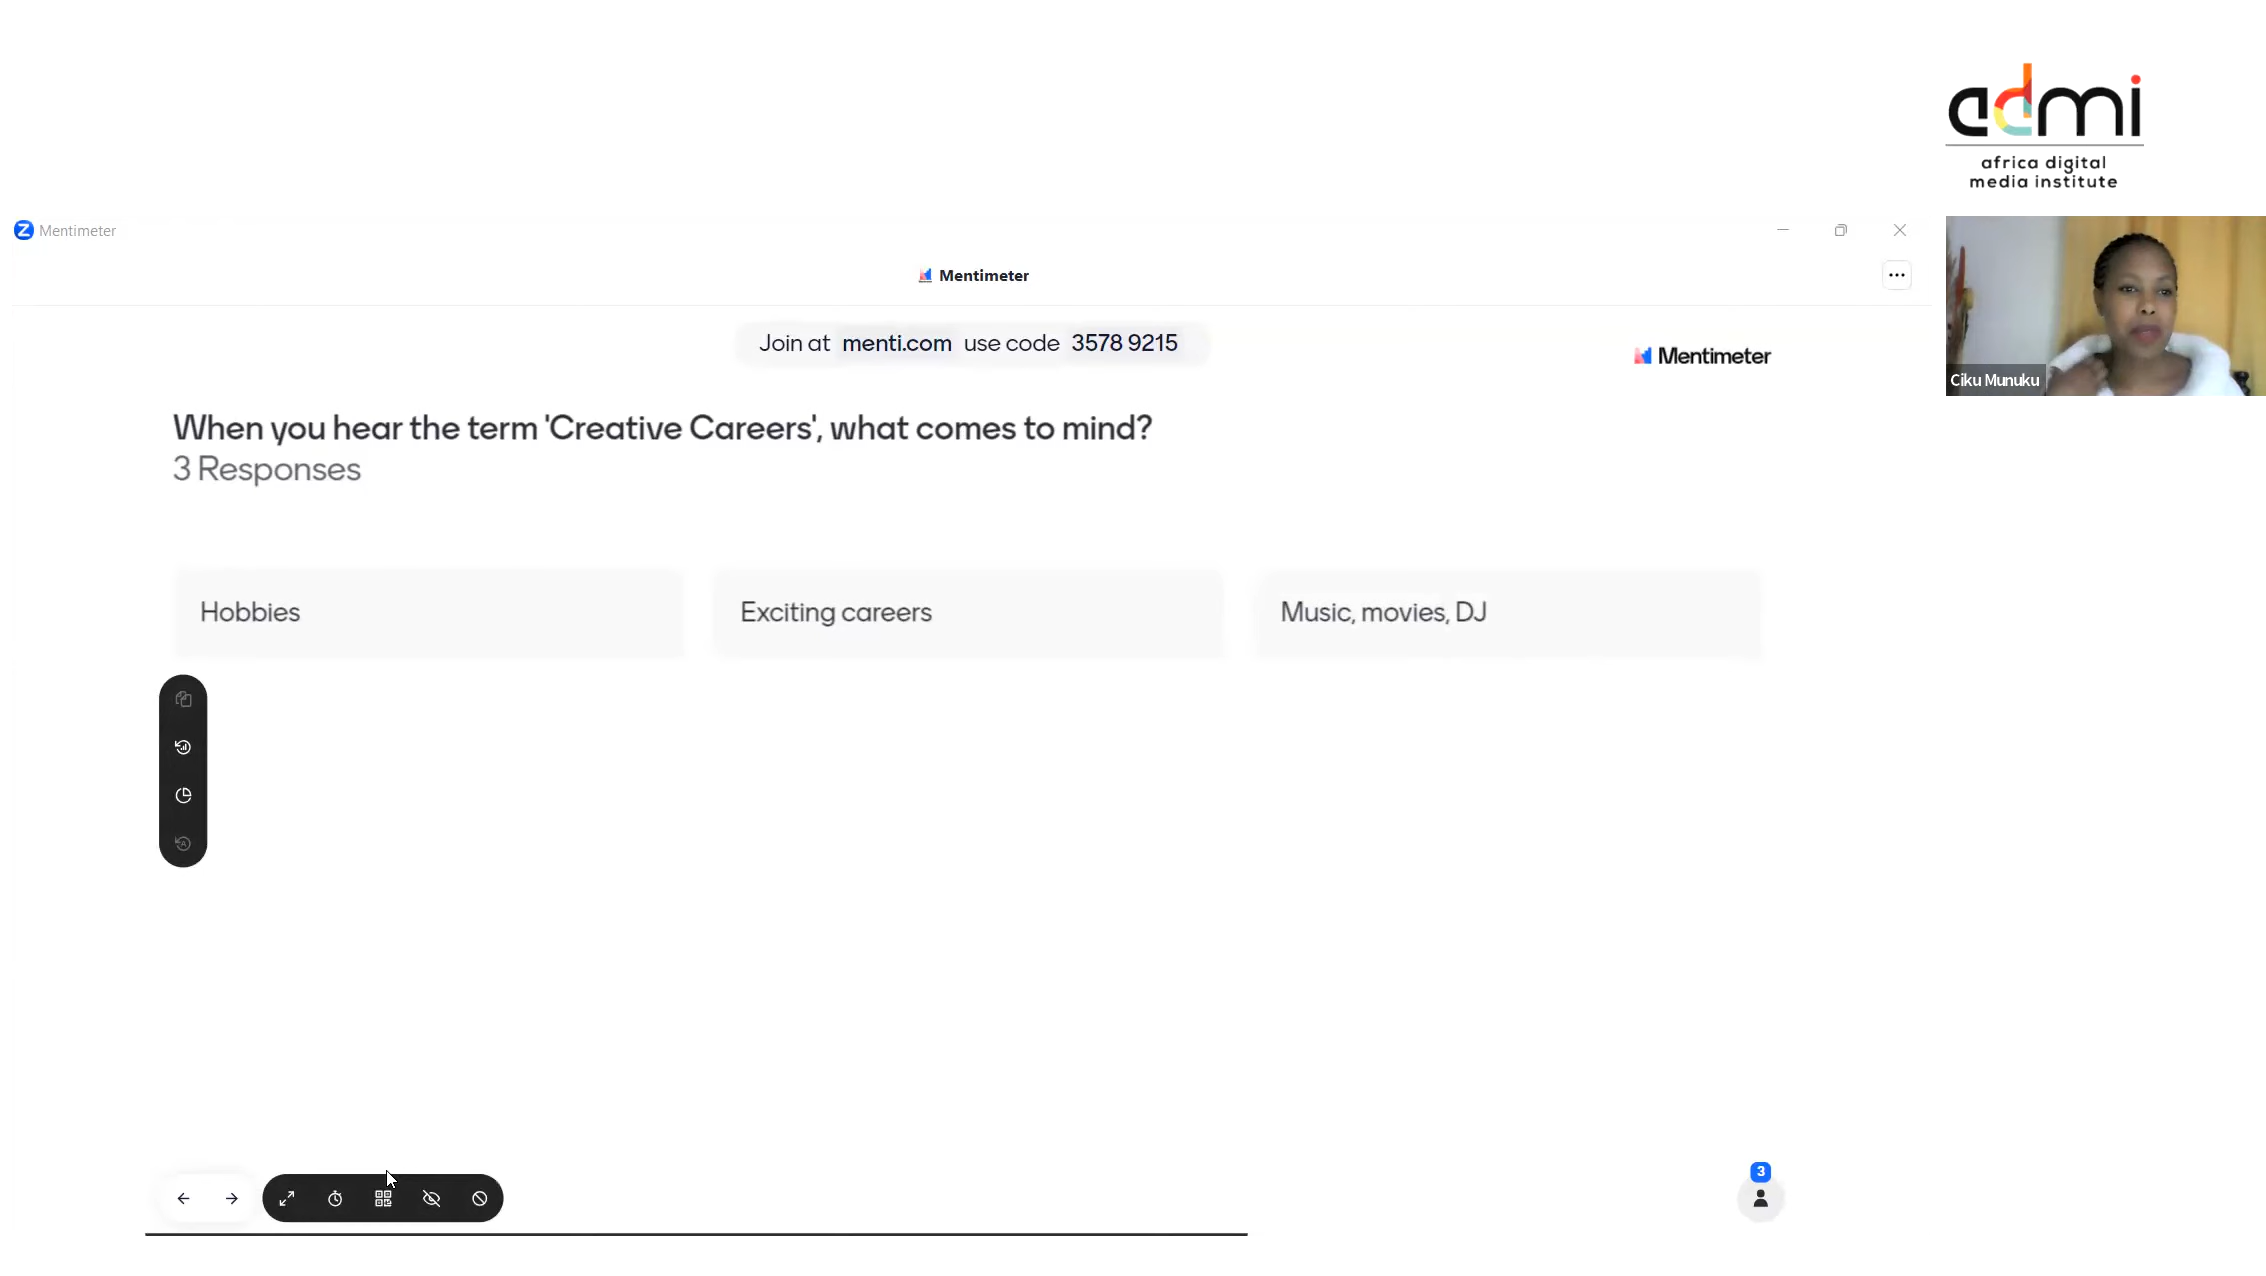 admi
africa digital
media institute
Mentimeter
Mentimeter
Join at menti.com use code 3578 9215
Mentimeter
Ciku Munuku
When you hear the term 'Creative Careers', what comes to mind?
3 Responses
Hobbies
Exciting careers
Music, movies, DJ
3